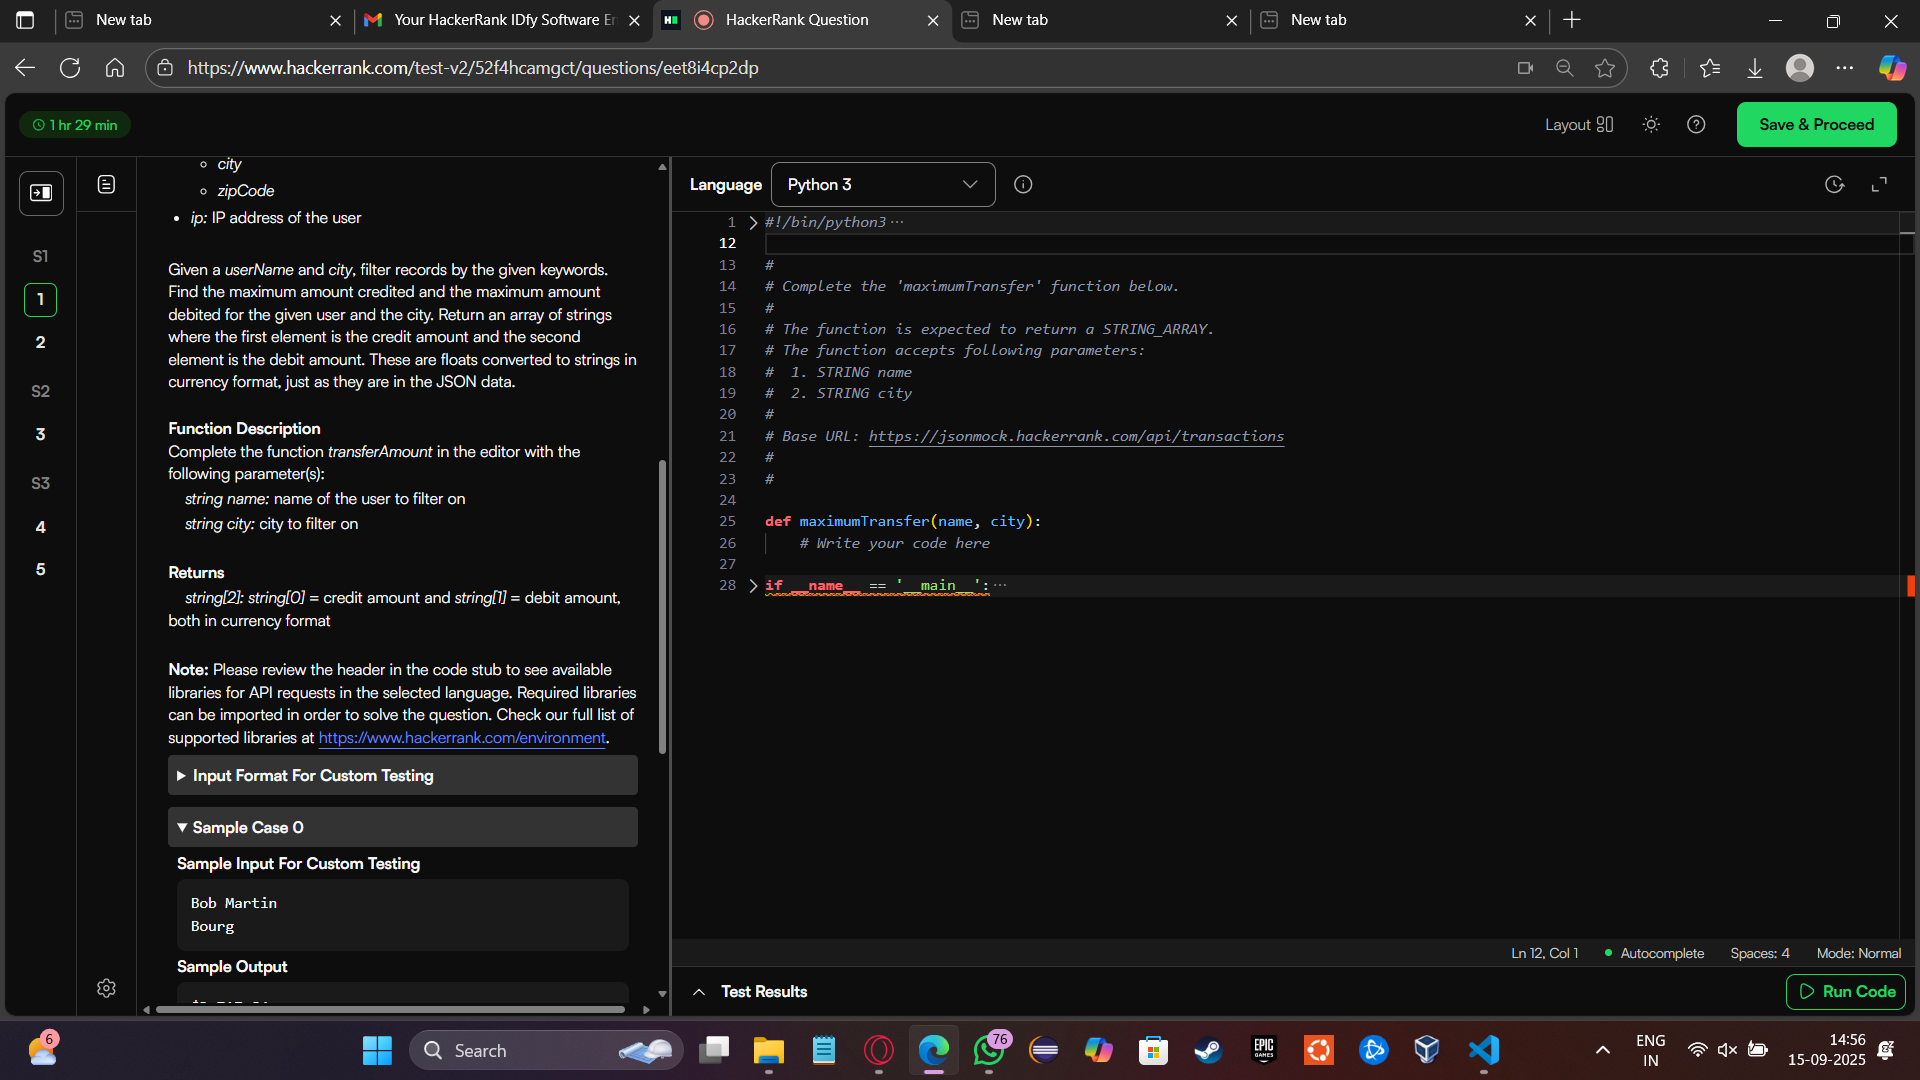 New tab
Your HackerRank IDfy Software En
HackerRank Question
New tab
New tab
https://www.hackerrank.com/test-v2/52f4hcamgct/questions/eet8i4cp2dp
1 hr 29 min
Layout
Save & Proceed
S1
1
2
S2
3
S3
4
5
city
zipCode
ip: IP address of the user
Given a userName and city, filter records by the given keywords.
Find the maximum amount credited and the maximum amount
debited for the given user and the city. Return an array of strings
where the first element is the credit amount and the second
element is the debit amount. These are floats converted to strings in
currency format, just as they are in the JSON data.
Function Description
Complete the function transferAmount in the editor with the
following parameter(s):
string name: name of the user to filter on
string city: city to filter on
Returns
string[2]: string[0] = credit amount and string[1] = debit amount,
both in currency format
Note: Please review the header in the code stub to see available
libraries for API requests in the selected language. Required libraries
can be imported in order to solve the question. Check our full list of
supported libraries at https://www.hackerrank.com/environment.
Input Format For Custom Testing
Sample Case 0
Sample Input For Custom Testing
Bob Martin
Bourg
Sample Output
Language
Python 3
1 #!/bin/python3 ...
12
13 #
14 # Complete the 'maximumTransfer' function below.
15 #
16 # The function is expected to return a STRING_ARRAY.
17 # The function accepts following parameters:
18 #  1. STRING name
19 #  2. STRING city
20 #
21 # Base URL: https://jsonmock.hackerrank.com/api/transactions
22 #
23 #
24
25 def maximumTransfer(name, city):
26     # Write your code here
27
28 if __name__ == '__main__': ...
Ln 12, Col 1
Autocomplete
Spaces: 4
Mode: Normal
Test Results
Run Code
6
Search
76
EPIC
GAMES
ENG
IN
14:56
15-09-2025